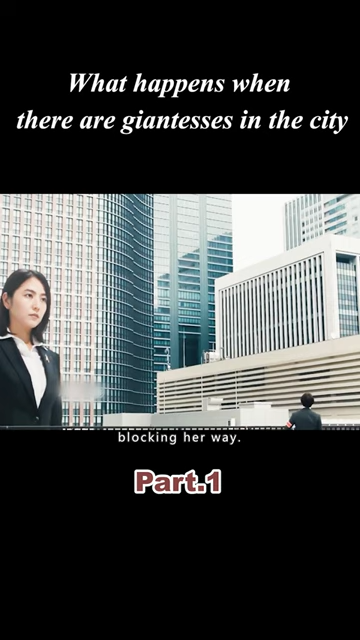 What happens when
there are giantesses in the city
blocking her way.
Part.1